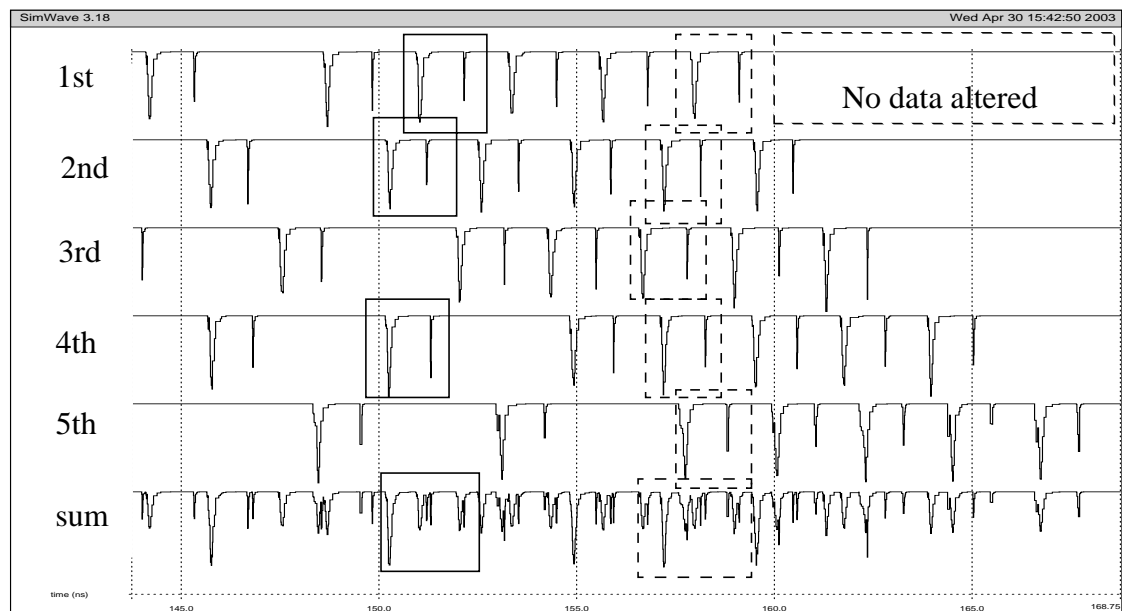 SimWave 3.18 Wed Apr 30 15:42:50 2003
1st
No data altered
2nd
3rd
4th
5th
sum
time (ns)
145.0 150.0 155.0 160.0 165.0 168.75